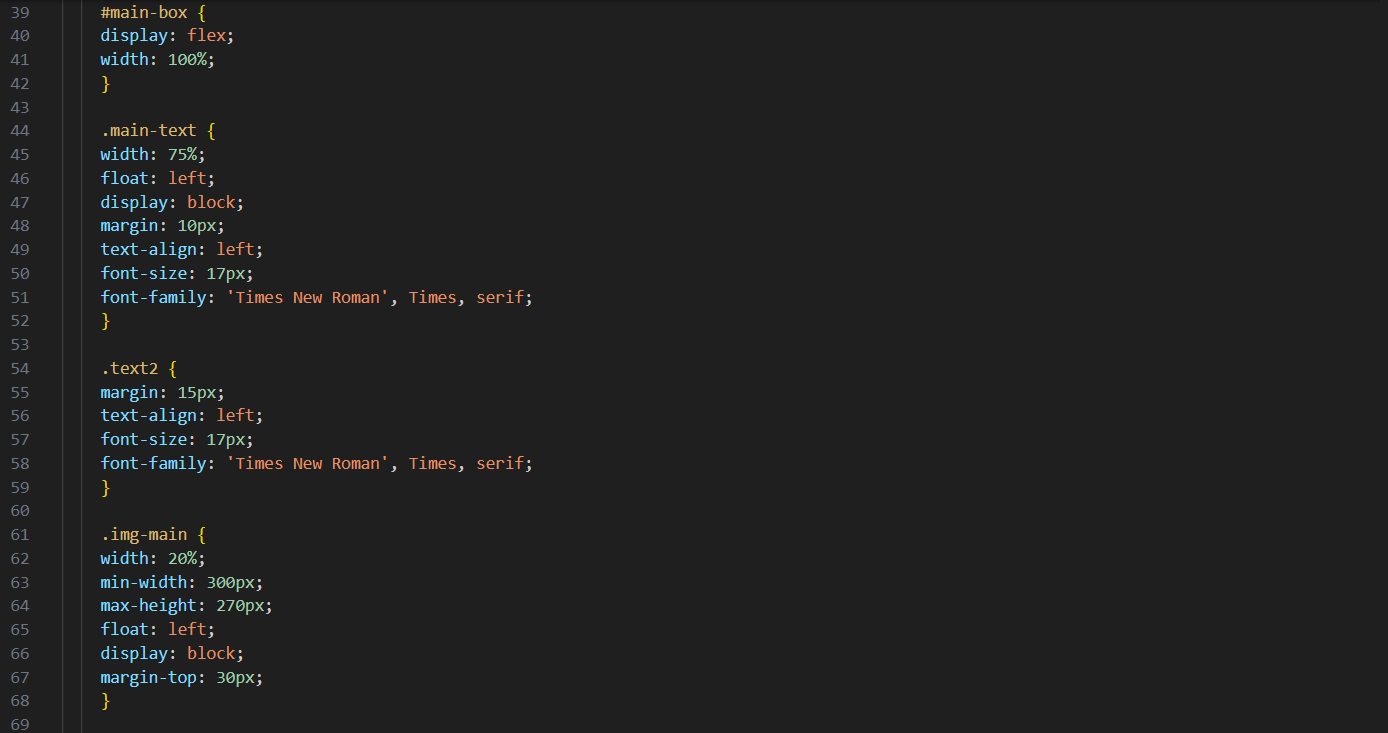 39 #main-box {
40 display: flex;
41 width: 100%;
42 }
43
44 .main-text {
45 width: 75%;
46 float: left;
47 display: block;
48 margin: 10px;
49 text-align: left;
50 font-size: 17px;
51 font-family: 'Times New Roman', Times, serif;
52 }
53
54 .text2 {
55 margin: 15px;
56 text-align: left;
57 font-size: 17px;
58 font-family: 'Times New Roman', Times, serif;
59 }
60
61 .img-main {
62 width: 20%;
63 min-width: 300px;
64 max-height: 270px;
65 float: left;
66 display: block;
67 margin-top: 30px;
68 }
69